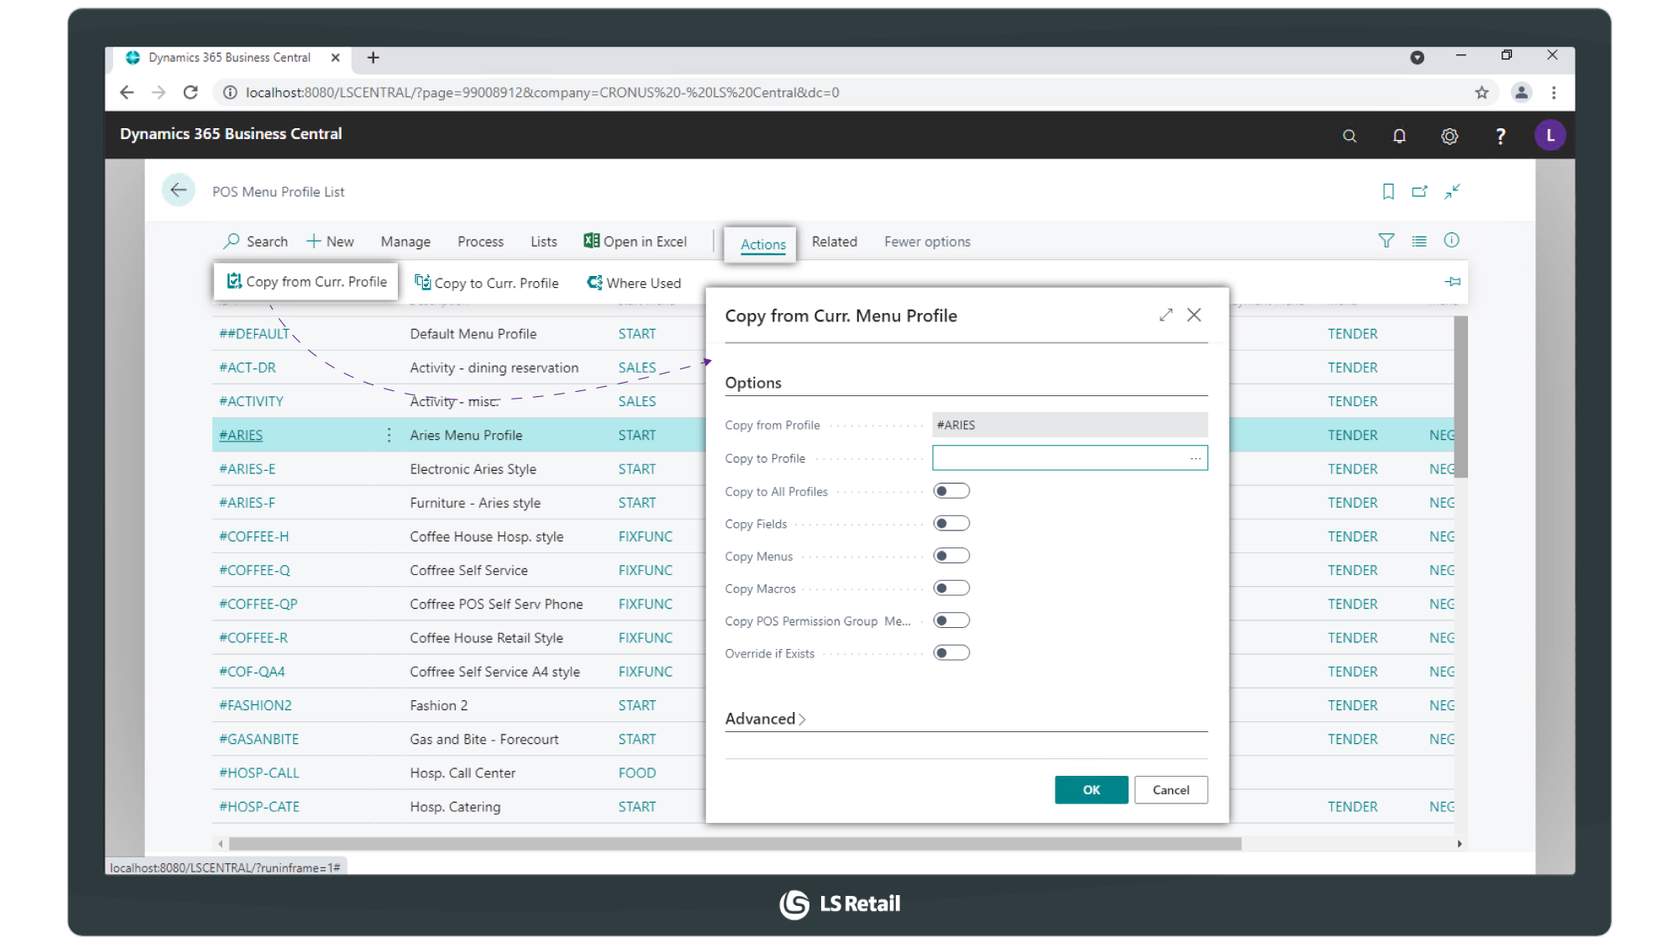 Dynamics 365 Business Central
localhost:8080/LSCENTRAL/?page=99008912&company=CRONUS%20-%20LS%20Central&dc=0
Dynamics 365 Business Central
? L
POS Menu Profile List
Search New Manage Process Lists Open in Excel Actions Related Fewer options
Copy from Curr. Profile Copy to Curr. Profile Where Used
##DEFAULT Default Menu Profile START TENDER
#ACT-DR Activity - dining reservation SALES TENDER
#ACTIVITY Activity - misc. SALES TENDER
#ARIES Aries Menu Profile START TENDER NEG
#ARIES-E Electronic Aries Style START TENDER NEG
#ARIES-F Furniture - Aries style START TENDER NEG
#COFFEE-H Coffee House Hosp. style FIXFUNC TENDER NEG
#COFFEE-Q Coffree Self Service FIXFUNC TENDER NEG
#COFFEE-QP Coffree POS Self Serv Phone FIXFUNC TENDER NEG
#COFFEE-R Coffee House Retail Style FIXFUNC TENDER NEG
#COF-QA4 Coffree Self Service A4 style FIXFUNC TENDER NEG
#FASHION2 Fashion 2 START TENDER NEG
#GASANBITE Gas and Bite - Forecourt START TENDER NEG
#HOSP-CALL Hosp. Call Center FOOD
#HOSP-CATE Hosp. Catering START TENDER NEG
Copy from Curr. Menu Profile
Options
Copy from Profile #ARIES
Copy to Profile ...
Copy to All Profiles
Copy Fields
Copy Menus
Copy Macros
Copy POS Permission Group Me...
Override if Exists
Advanced
OK Cancel
localhost:8080/LSCENTRAL/?runinframe=1#
LS Retail